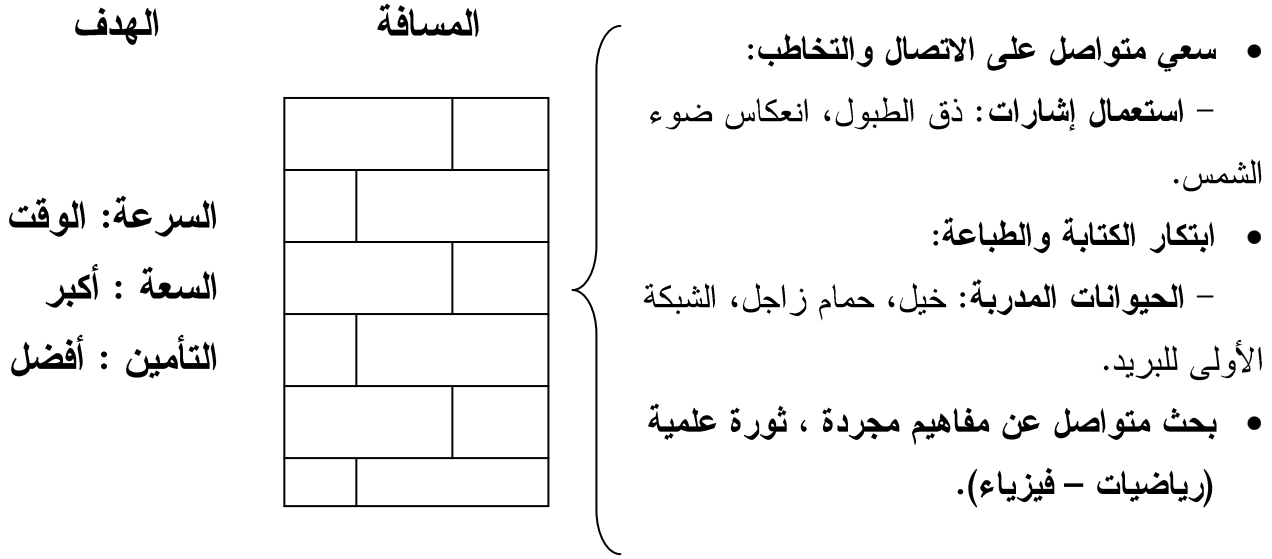 المسافة
الهدف
• سعي متواصل على الاتصال والتخاطب:
– استعمال إشارات: ذق الطبول، انعكاس ضوء
الشمس.
• ابتكار الكتابة والطباعة:
– الحيوانات المدربة: خيل، حمام زاجل، الشبكة
الأولى للبريد.
• بحث متواصل عن مفاهيم مجردة ، ثورة علمية
(رياضيات – فيزياء).
السرعة: الوقت
السعة : أكبر
التأمين : أفضل